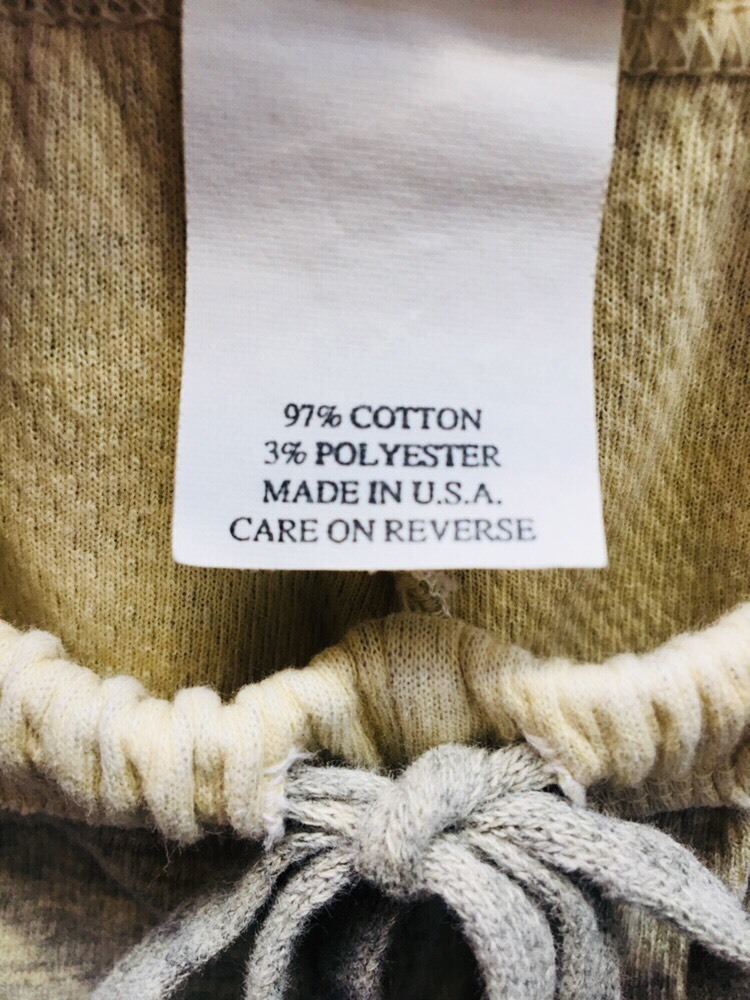 97% COTTON
3% POLYESTER
MADE IN U.S.A.
CARE ON REVERSE